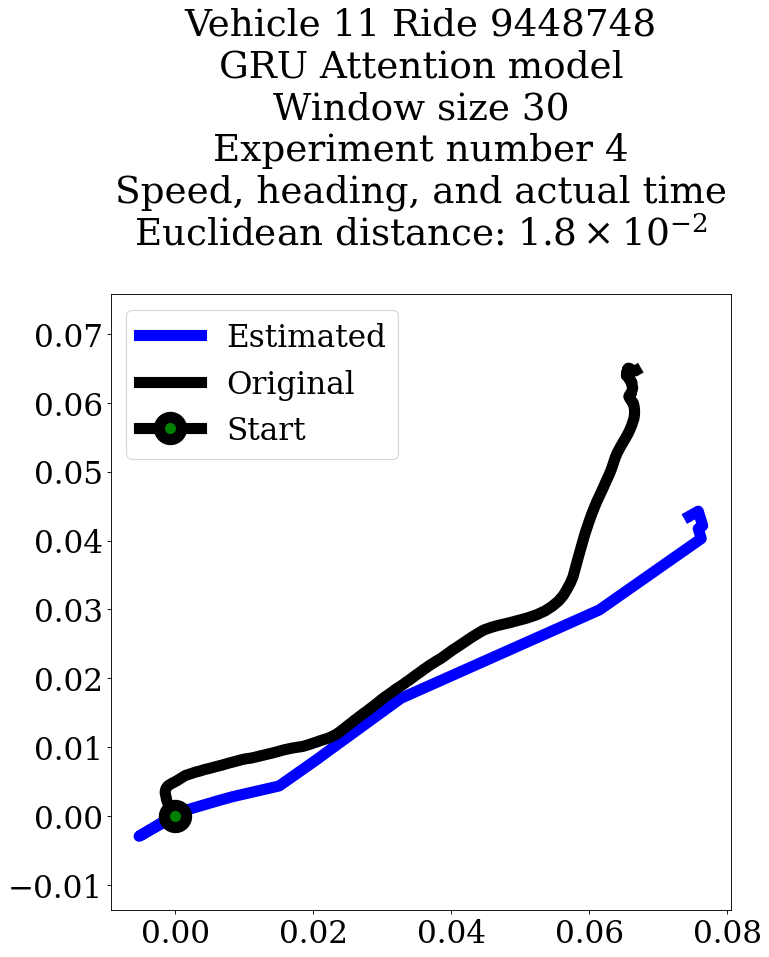 Vehicle 11 Ride 9448748
GRU Attention model
Window size 30
Experiment number 4
Speed, heading, and actual time
Euclidean distance: 1.8 × 10⁻²
Estimated
Original
Start
0.07
0.06
0.05
0.04
0.03
0.02
0.01
0.00
−0.01
0.00 0.02 0.04 0.06 0.08